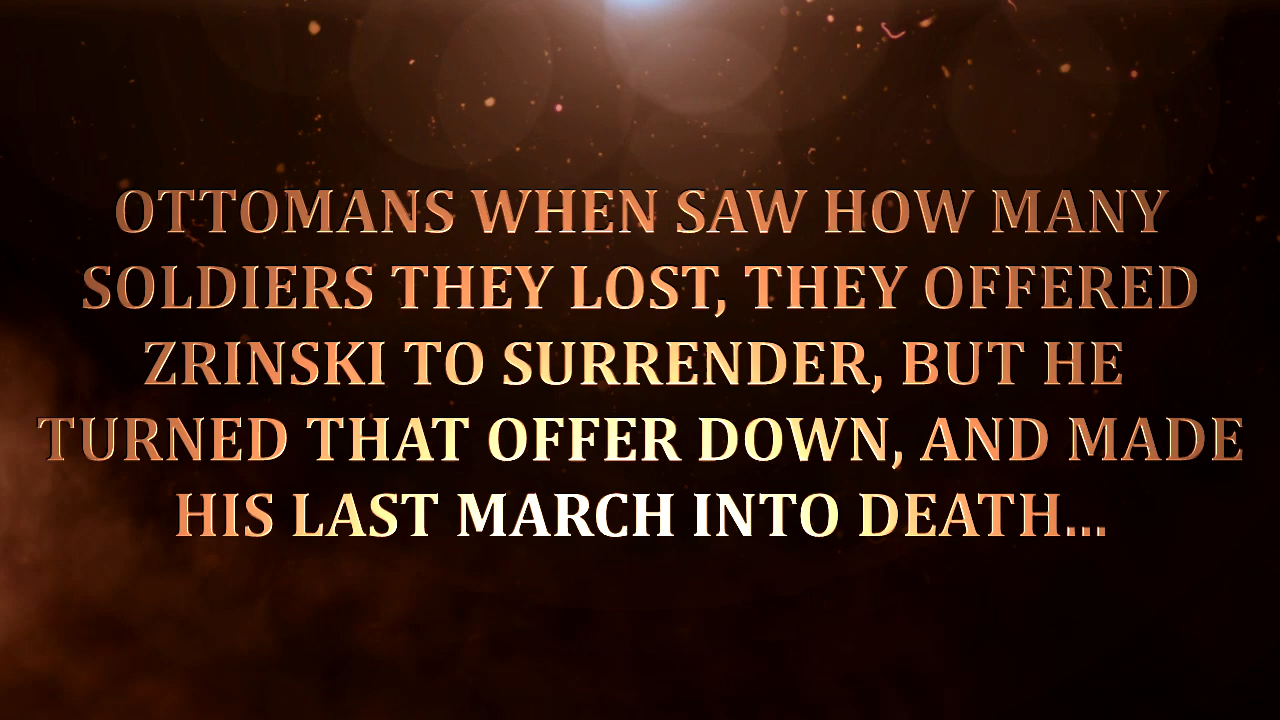 OTTOMANS WHEN SAW HOW MANY
SOLDIERS THEY LOST, THEY OFFERED
ZRINSKI TO SURRENDER, BUT HE
TURNED THAT OFFER DOWN, AND MADE
HIS LAST MARCH INTO DEATH...